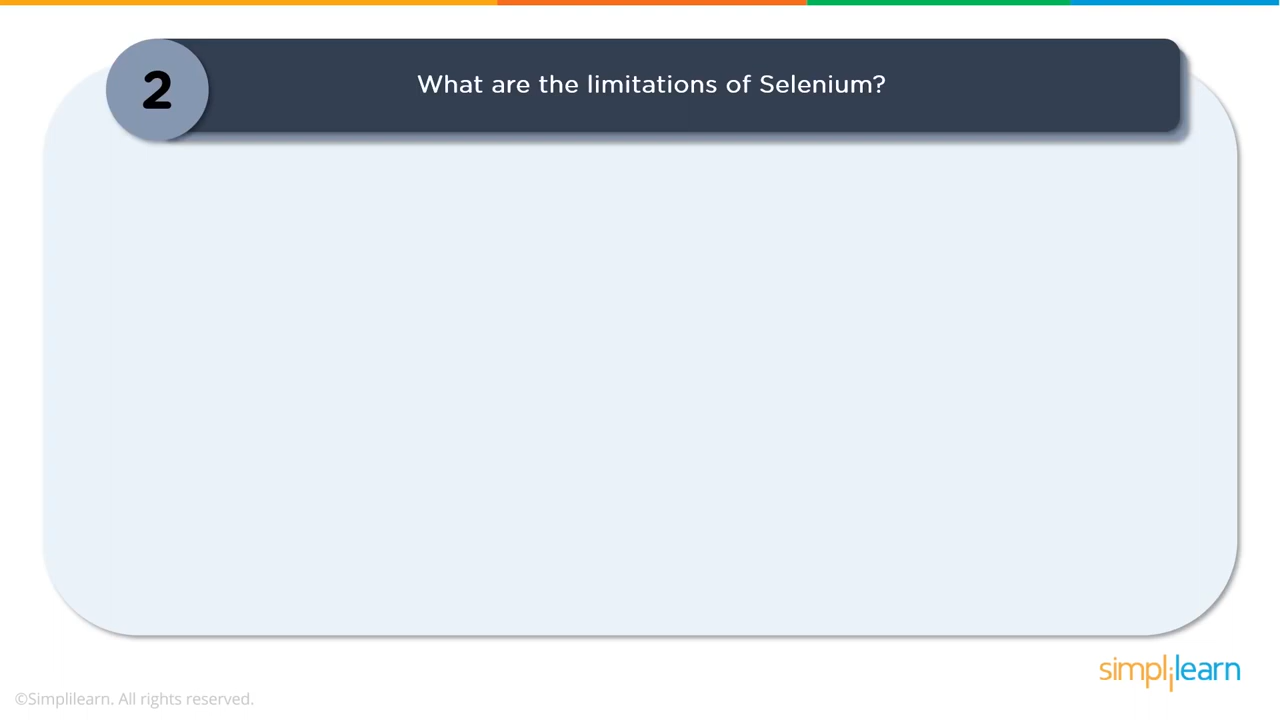 2
What are the limitations of Selenium?
simplilearn
©Simplilearn. All rights reserved.